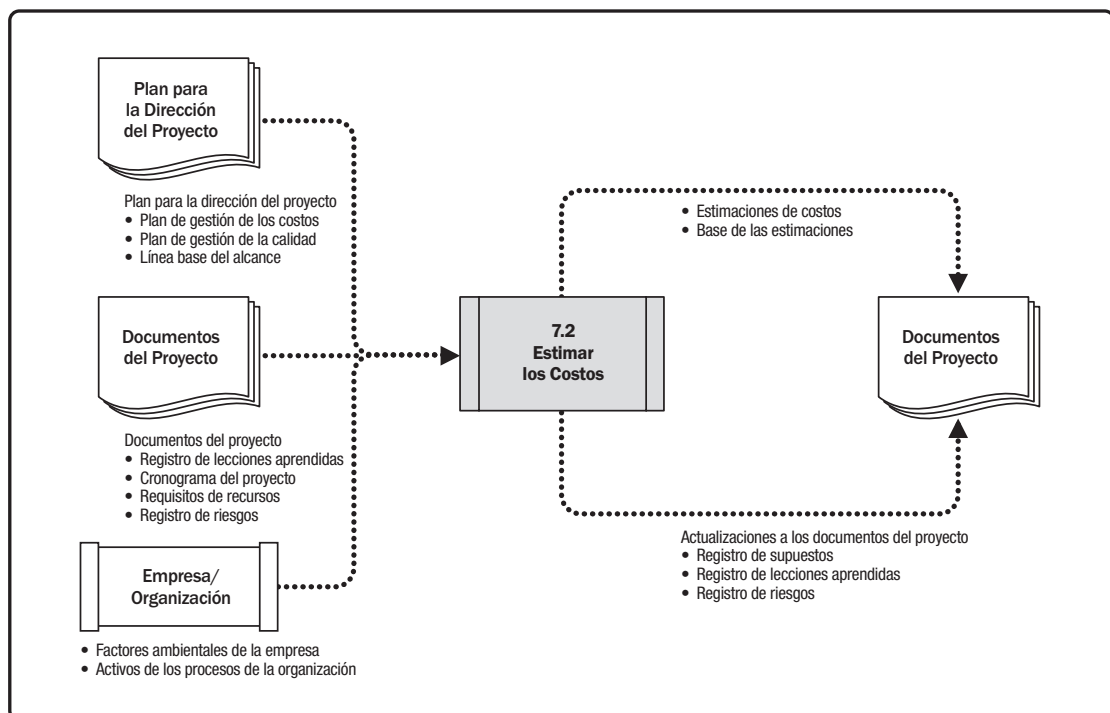 Plan para
la Dirección
del Proyecto
Plan para la dirección del proyecto
• Plan de gestión de los costos
• Plan de gestión de la calidad
• Línea base del alcance
Documentos
del Proyecto
Documentos del proyecto
• Registro de lecciones aprendidas
• Cronograma del proyecto
• Requisitos de recursos
• Registro de riesgos
Empresa/
Organización
• Factores ambientales de la empresa
• Activos de los procesos de la organización
7.2
Estimar
los Costos
• Estimaciones de costos
• Base de las estimaciones
Documentos
del Proyecto
Actualizaciones a los documentos del proyecto
• Registro de supuestos
• Registro de lecciones aprendidas
• Registro de riesgos